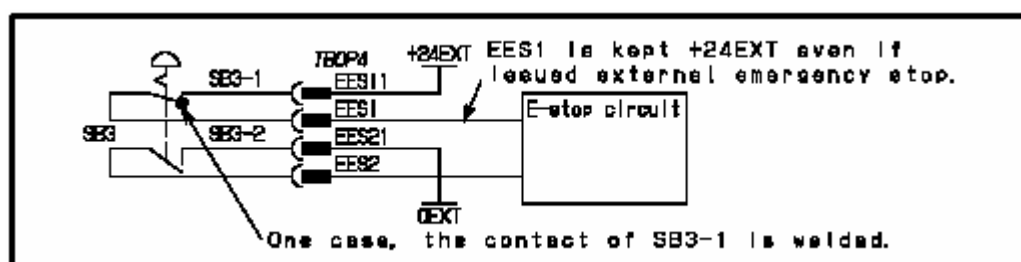 TBOP4
+24EXT
EES1 is kept +24EXT even if
issued external emergency stop.
SB3-1
EES11
EES1
E-stop circuit
SB3
SB3-2
EES21
EES2
0EXT
One case, the contact of SB3-1 is welded.